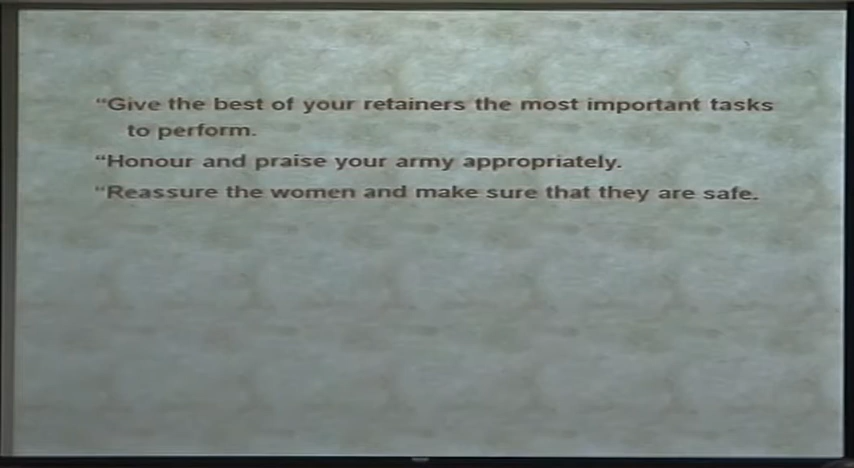 “Give the best of your retainers the most important tasks
to perform.
“Honour and praise your army appropriately.
“Reassure the women and make sure that they are safe.